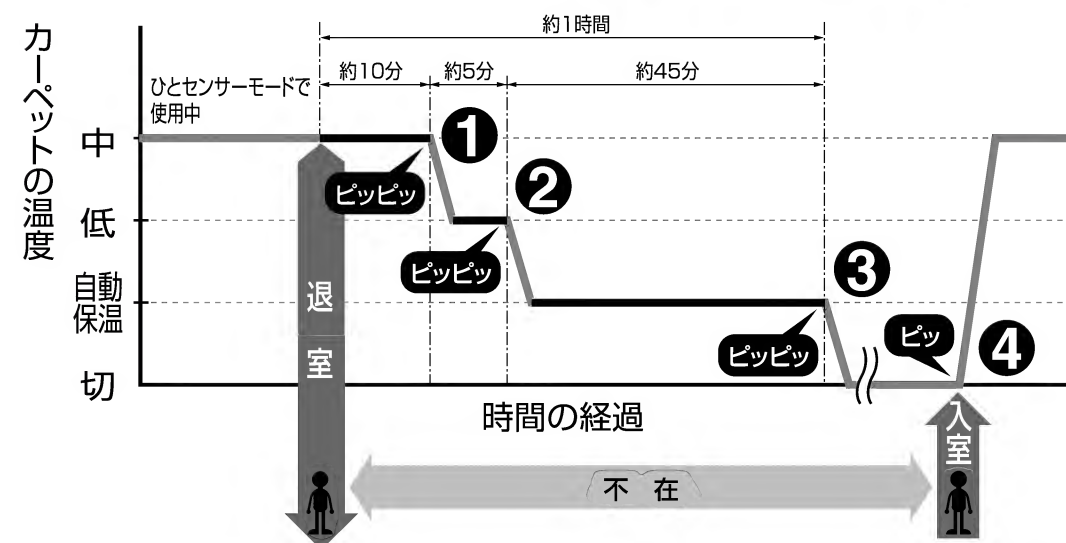 約1時間
約10分
約5分
約45分
ひとセンサーモードで
使用中
カーペットの温度
中
低
自動
保温
切
❶
ピッピッ
❷
ピッピッ
❸
ピッピッ
ピッ
❹
退室
入室
時間の経過
不在